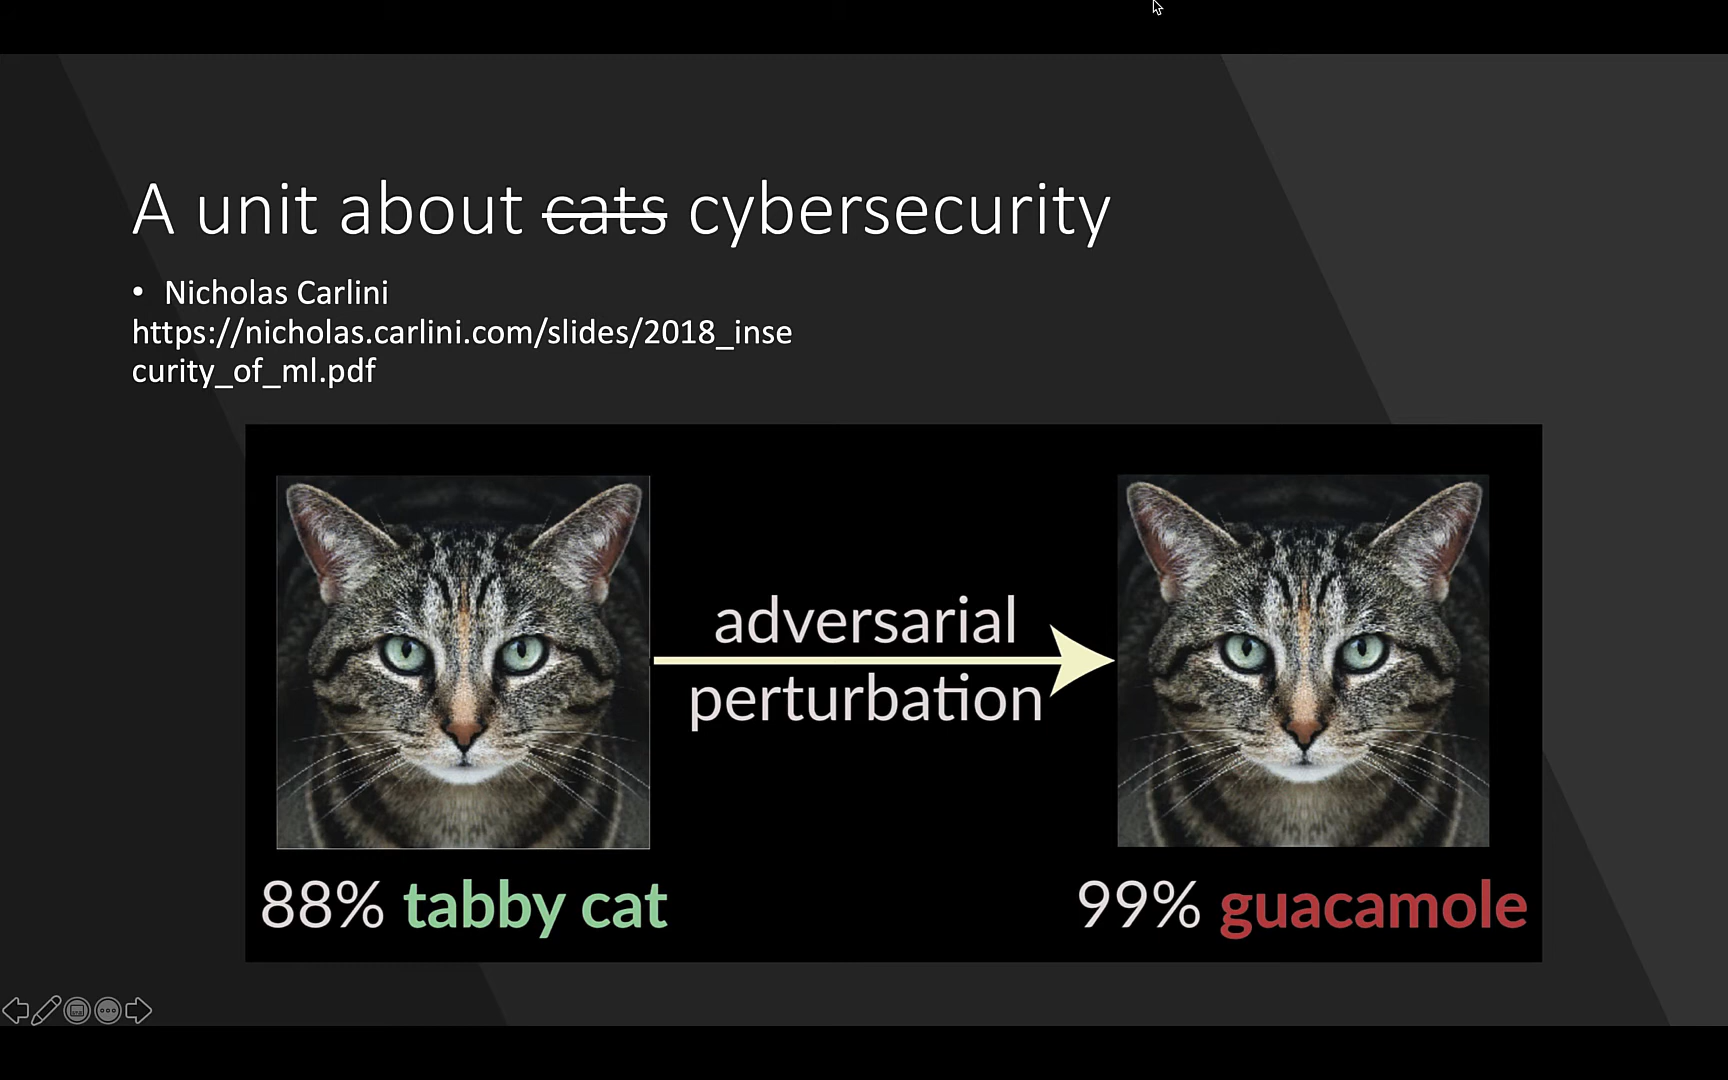 A unit about cats cybersecurity
• Nicholas Carlini
https://nicholas.carlini.com/slides/2018_inse
curity_of_ml.pdf
adversarial
perturbation
88% tabby cat
99% guacamole